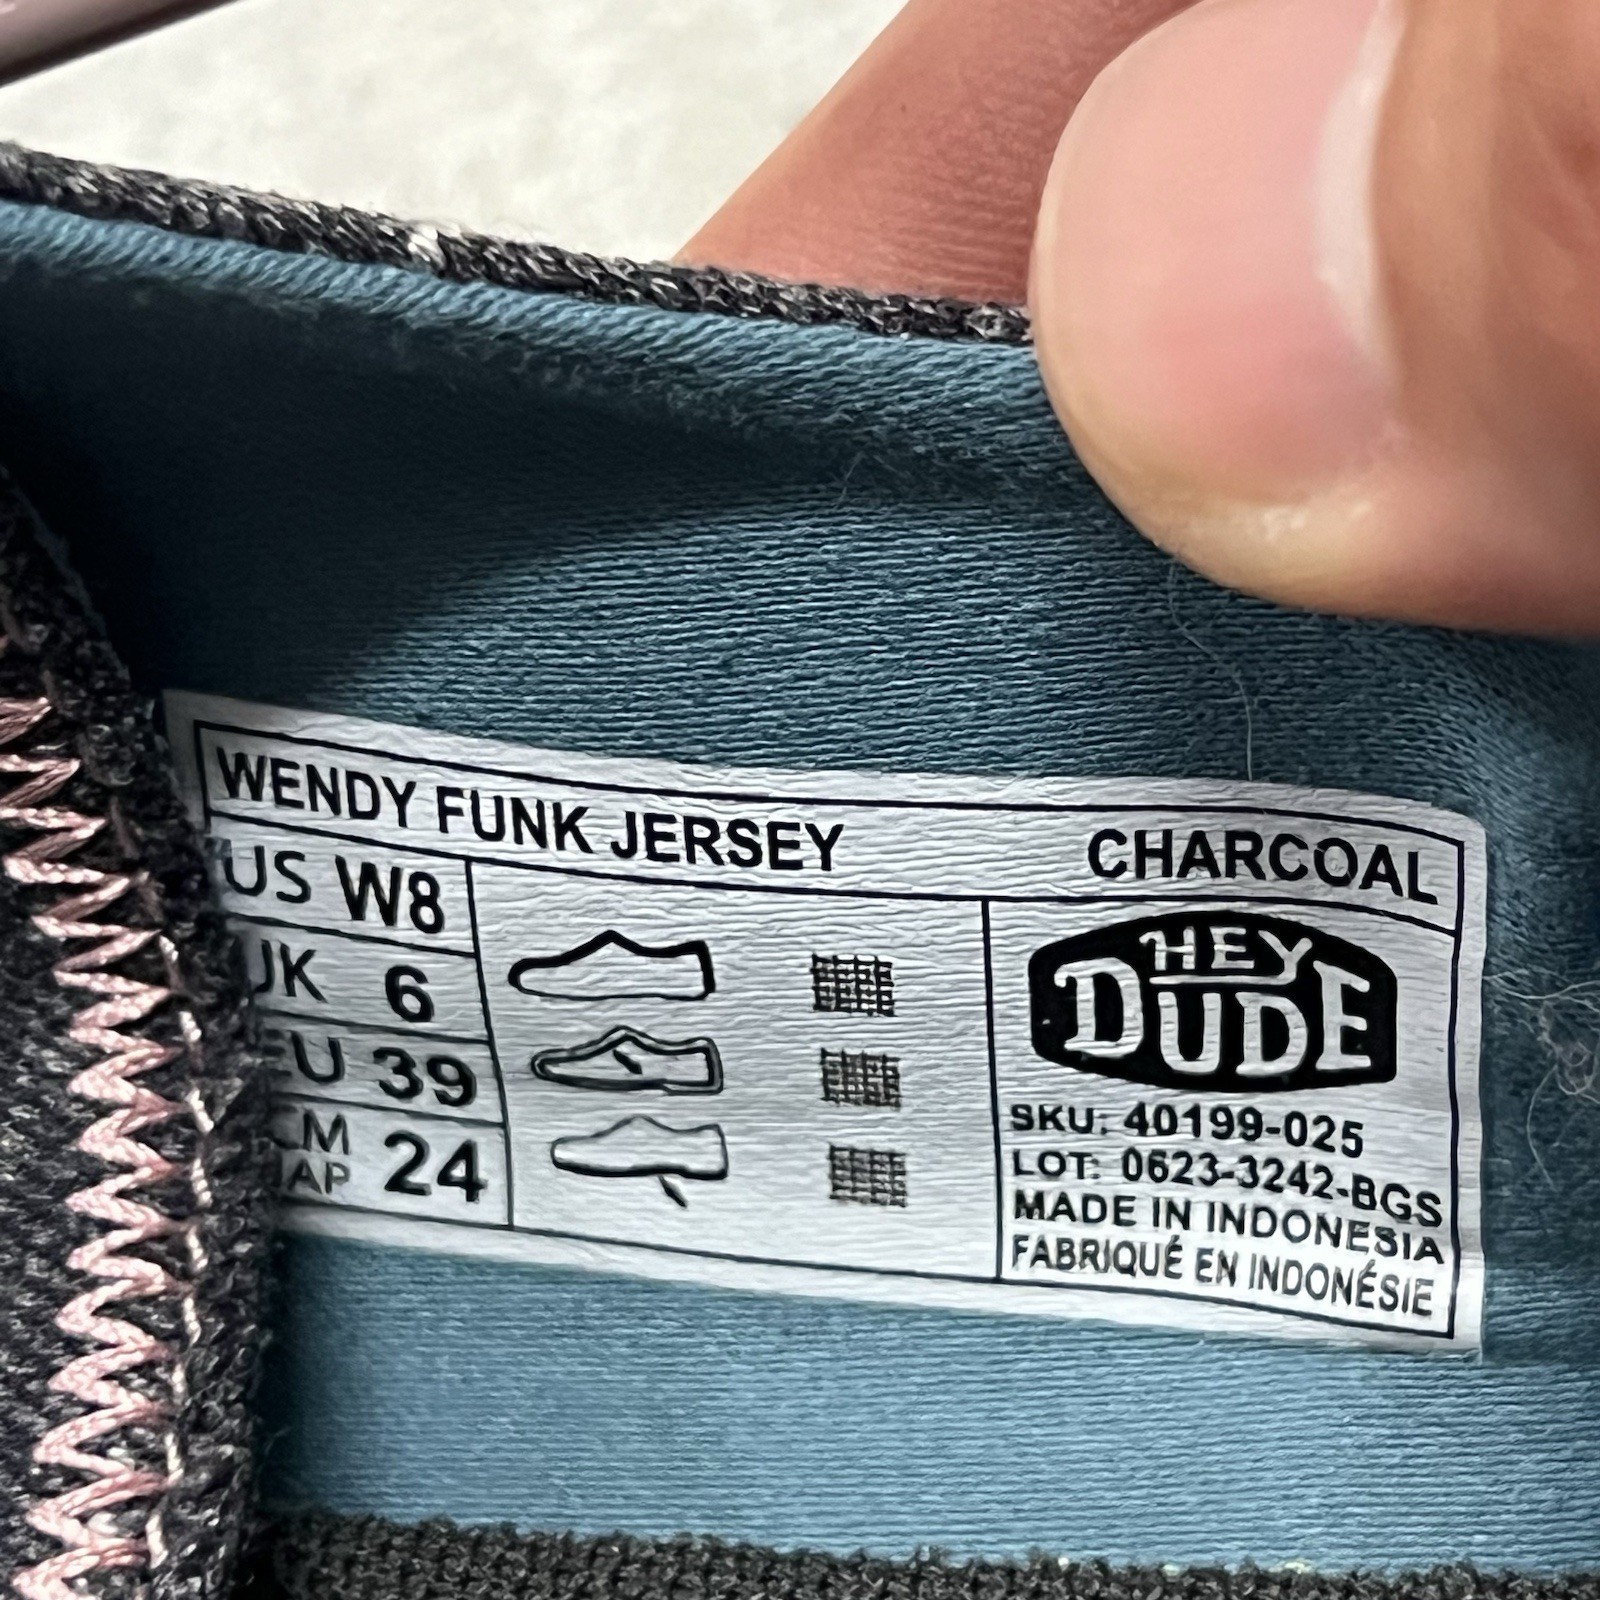 WENDY FUNK JERSEY CHARCOAL
US W8
UK 6
EU 39
CM 24
JAP
HEY
DUDE
SKU: 40199-025
LOT: 0623-3242-BGS
MADE IN INDONESIA
FABRIQUÉ EN INDONÉSIE